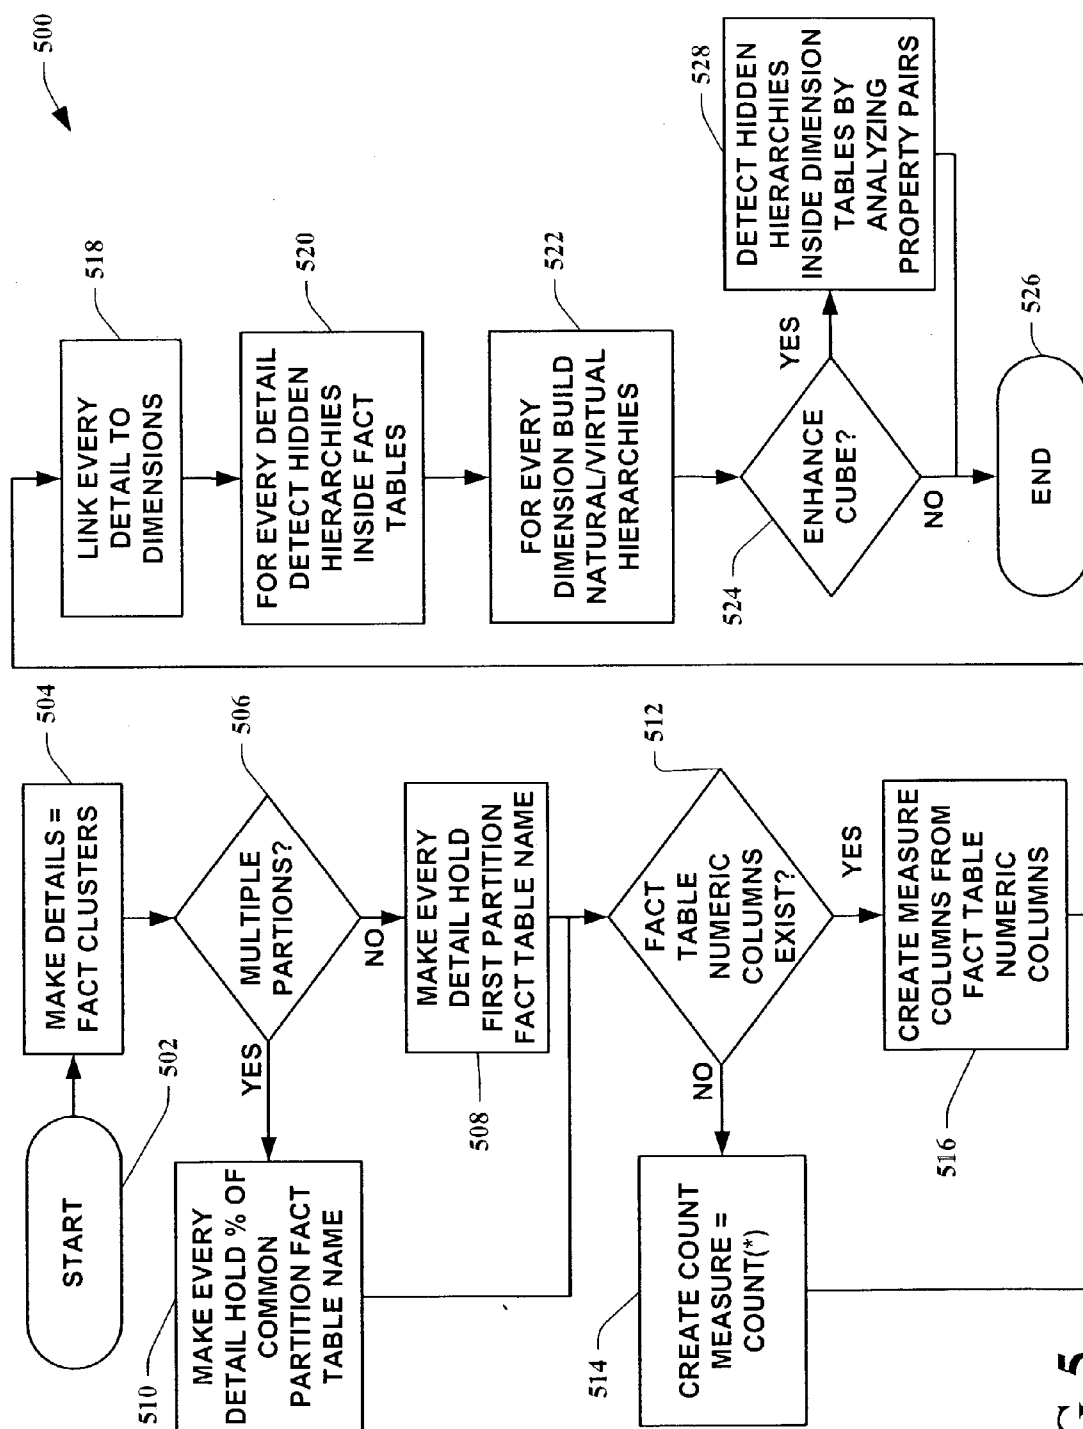 500
START
502
MAKE DETAILS =
FACT CLUSTERS
504
MULTIPLE
PARTIONS?
506
YES
NO
MAKE EVERY
DETAIL HOLD % OF
COMMON
PARTITION FACT
TABLE NAME
510
MAKE EVERY
DETAIL HOLD
FIRST PARTITION
FACT TABLE NAME
508
FACT
TABLE
NUMERIC
COLUMNS
EXIST?
512
NO
YES
CREATE COUNT
MEASURE =
COUNT(*)
514
CREATE MEASURE
COLUMNS FROM
FACT TABLE
NUMERIC
COLUMNS
516
LINK EVERY
DETAIL TO
DIMENSIONS
518
FOR EVERY DETAIL
DETECT HIDDEN
HIERARCHIES
INSIDE FACT
TABLES
520
FOR EVERY
DIMENSION BUILD
NATURAL/VIRTUAL
HIERARCHIES
522
ENHANCE
CUBE?
524
YES
NO
DETECT HIDDEN
HIERARCHIES
INSIDE DIMENSION
TABLES BY
ANALYZING
PROPERTY PAIRS
528
END
526